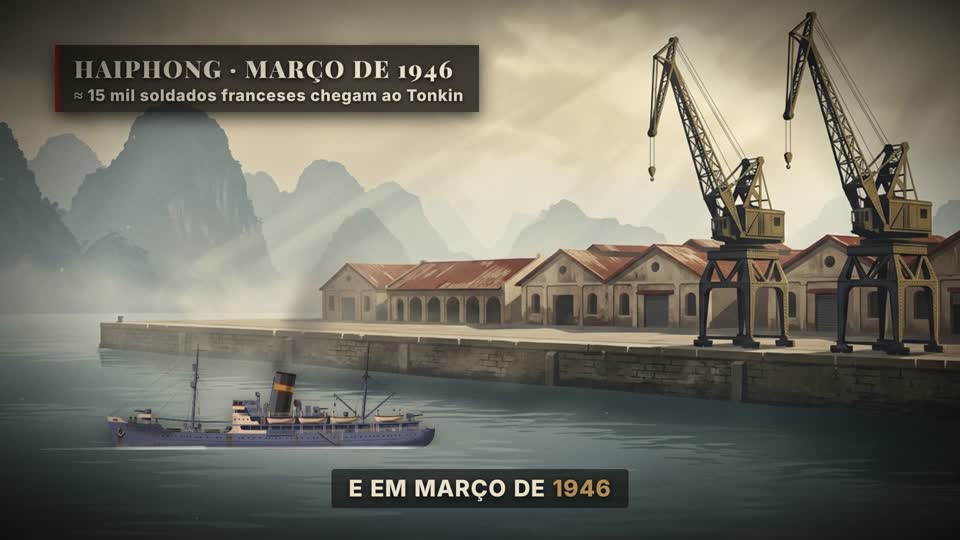 HAIPHONG · MARÇO DE 1946
≈ 15 mil soldados franceses chegam ao Tonkin
E EM MARÇO DE 1946